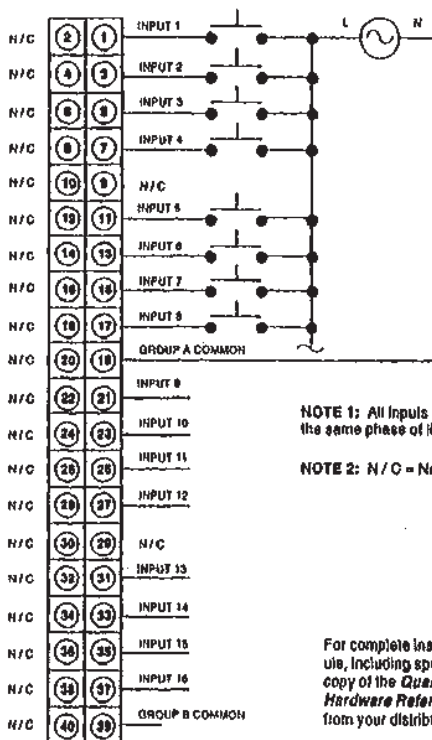 N/C 2 1 INPUT 1 L N
N/C 4 3 INPUT 2
N/C 6 5 INPUT 3
N/C 8 7 INPUT 4
N/C 10 9 N/C
N/C 12 11 INPUT 5
N/C 14 13 INPUT 6
N/C 16 15 INPUT 7
N/C 18 17 INPUT 8
N/C 20 19 GROUP A COMMON
N/C 22 21 INPUT 9
N/C 24 23 INPUT 10
N/C 26 25 INPUT 11
N/C 28 27 INPUT 12
N/C 30 29 N/C
N/C 32 31 INPUT 13
N/C 34 33 INPUT 14
N/C 36 35 INPUT 15
N/C 38 37 INPUT 16
N/C 40 39 GROUP B COMMON
NOTE 1: All Inputs
the same phase of
NOTE 2: N / C =
For complete
ule, including
copy of the
Hardware
from your